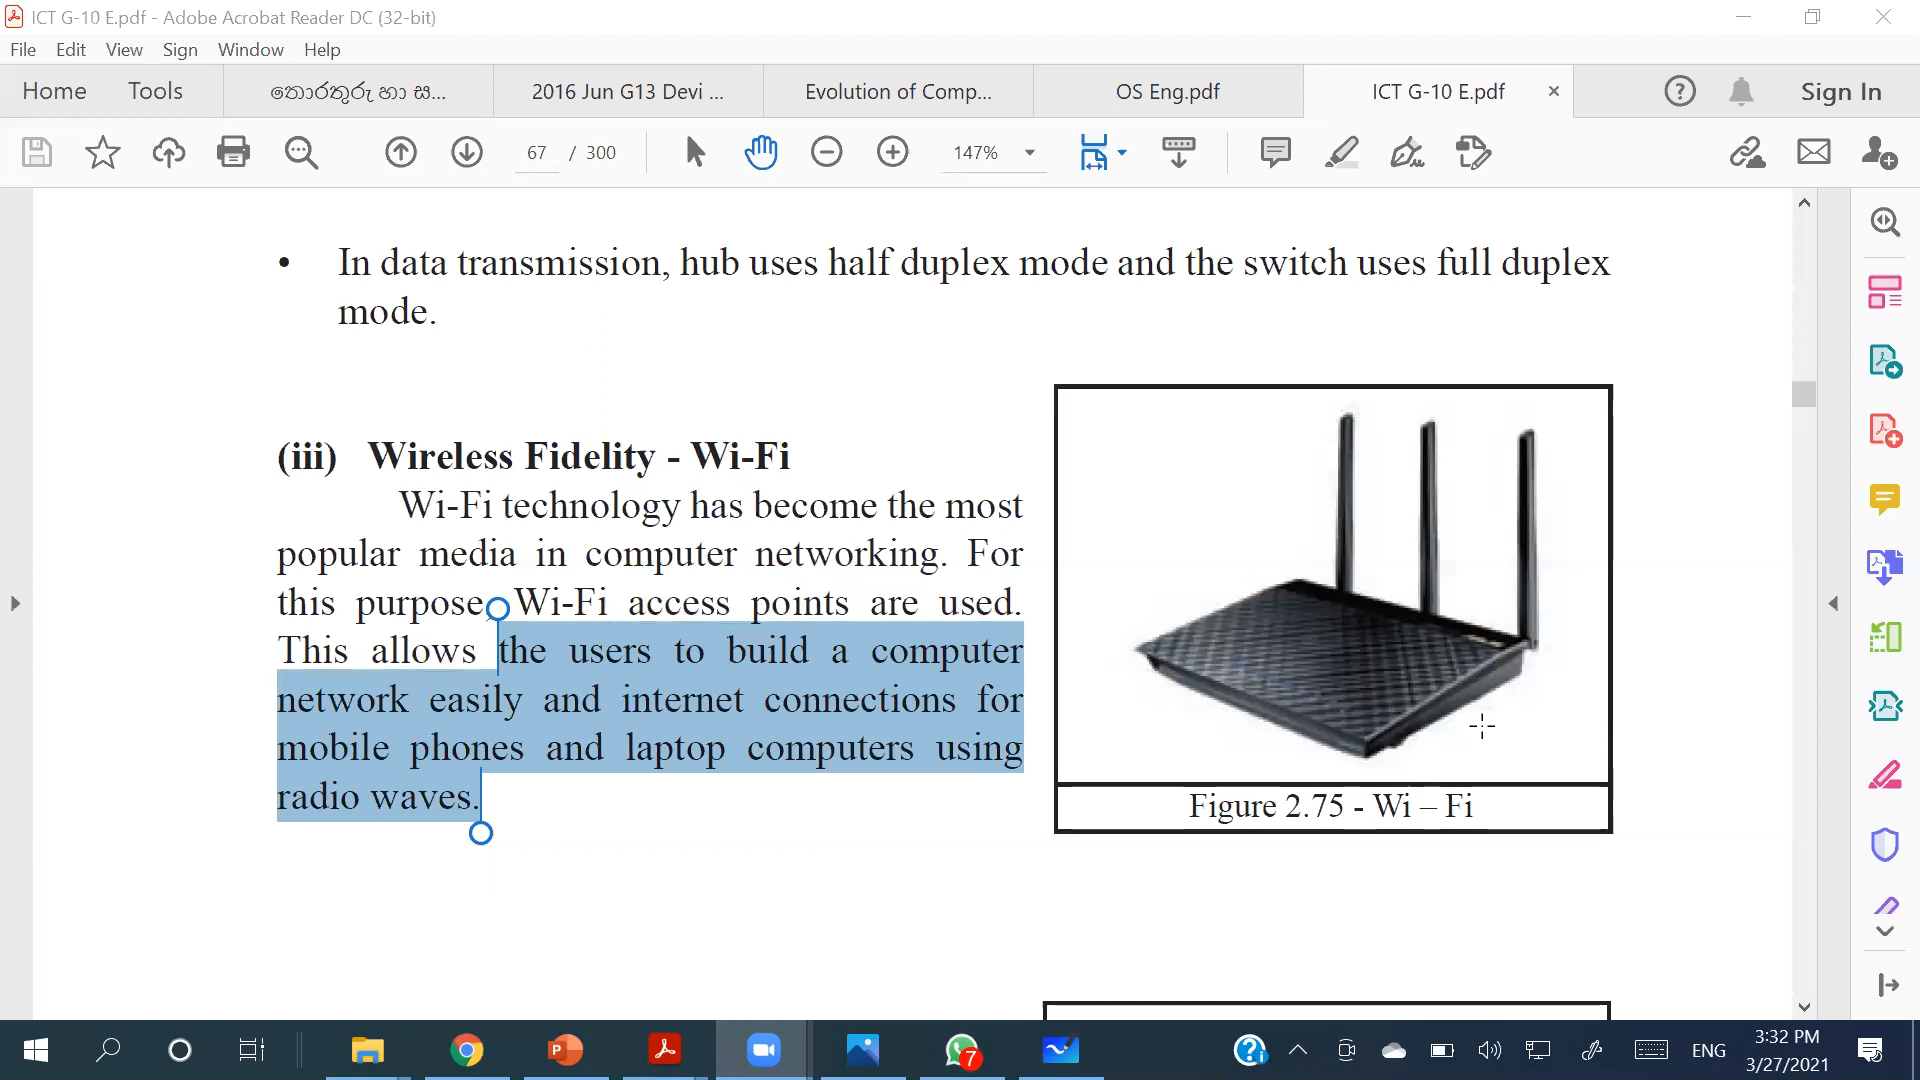 ICT G-10 E.pdf - Adobe Acrobat Reader DC (32-bit)
File Edit View Sign Window Help
Home Tools තොරතුරු හා ස... 2016 Jun G13 Devi ... Evolution of Comp... OS Eng.pdf ICT G-10 E.pdf Sign In
67 / 300 147%
• In data transmission, hub uses half duplex mode and the switch uses full duplex
mode.
(iii) Wireless Fidelity - Wi-Fi
Wi-Fi technology has become the most
popular media in computer networking. For
this purpose, Wi-Fi access points are used.
This allows the users to build a computer
network easily and internet connections for
mobile phones and laptop computers using
radio waves.
Figure 2.75 - Wi – Fi
7
ENG
3:32 PM
3/27/2021